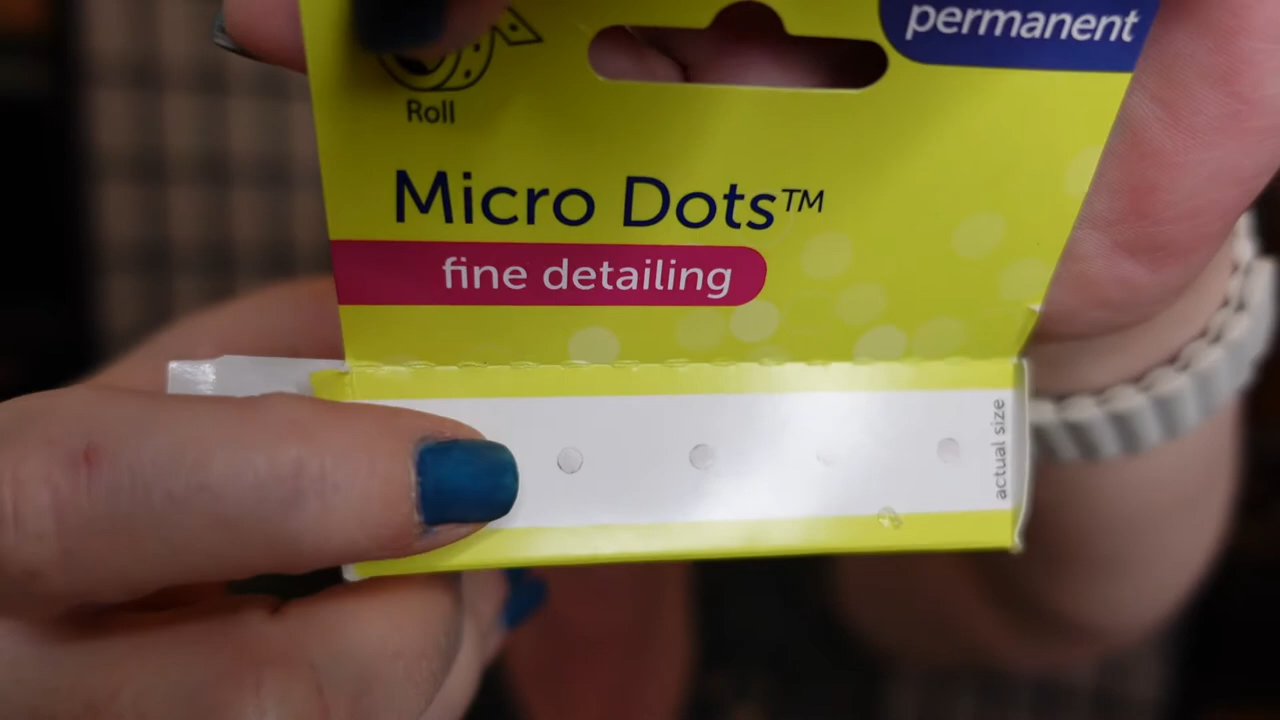 permanent
Roll
Micro Dots™
fine detailing
actual size